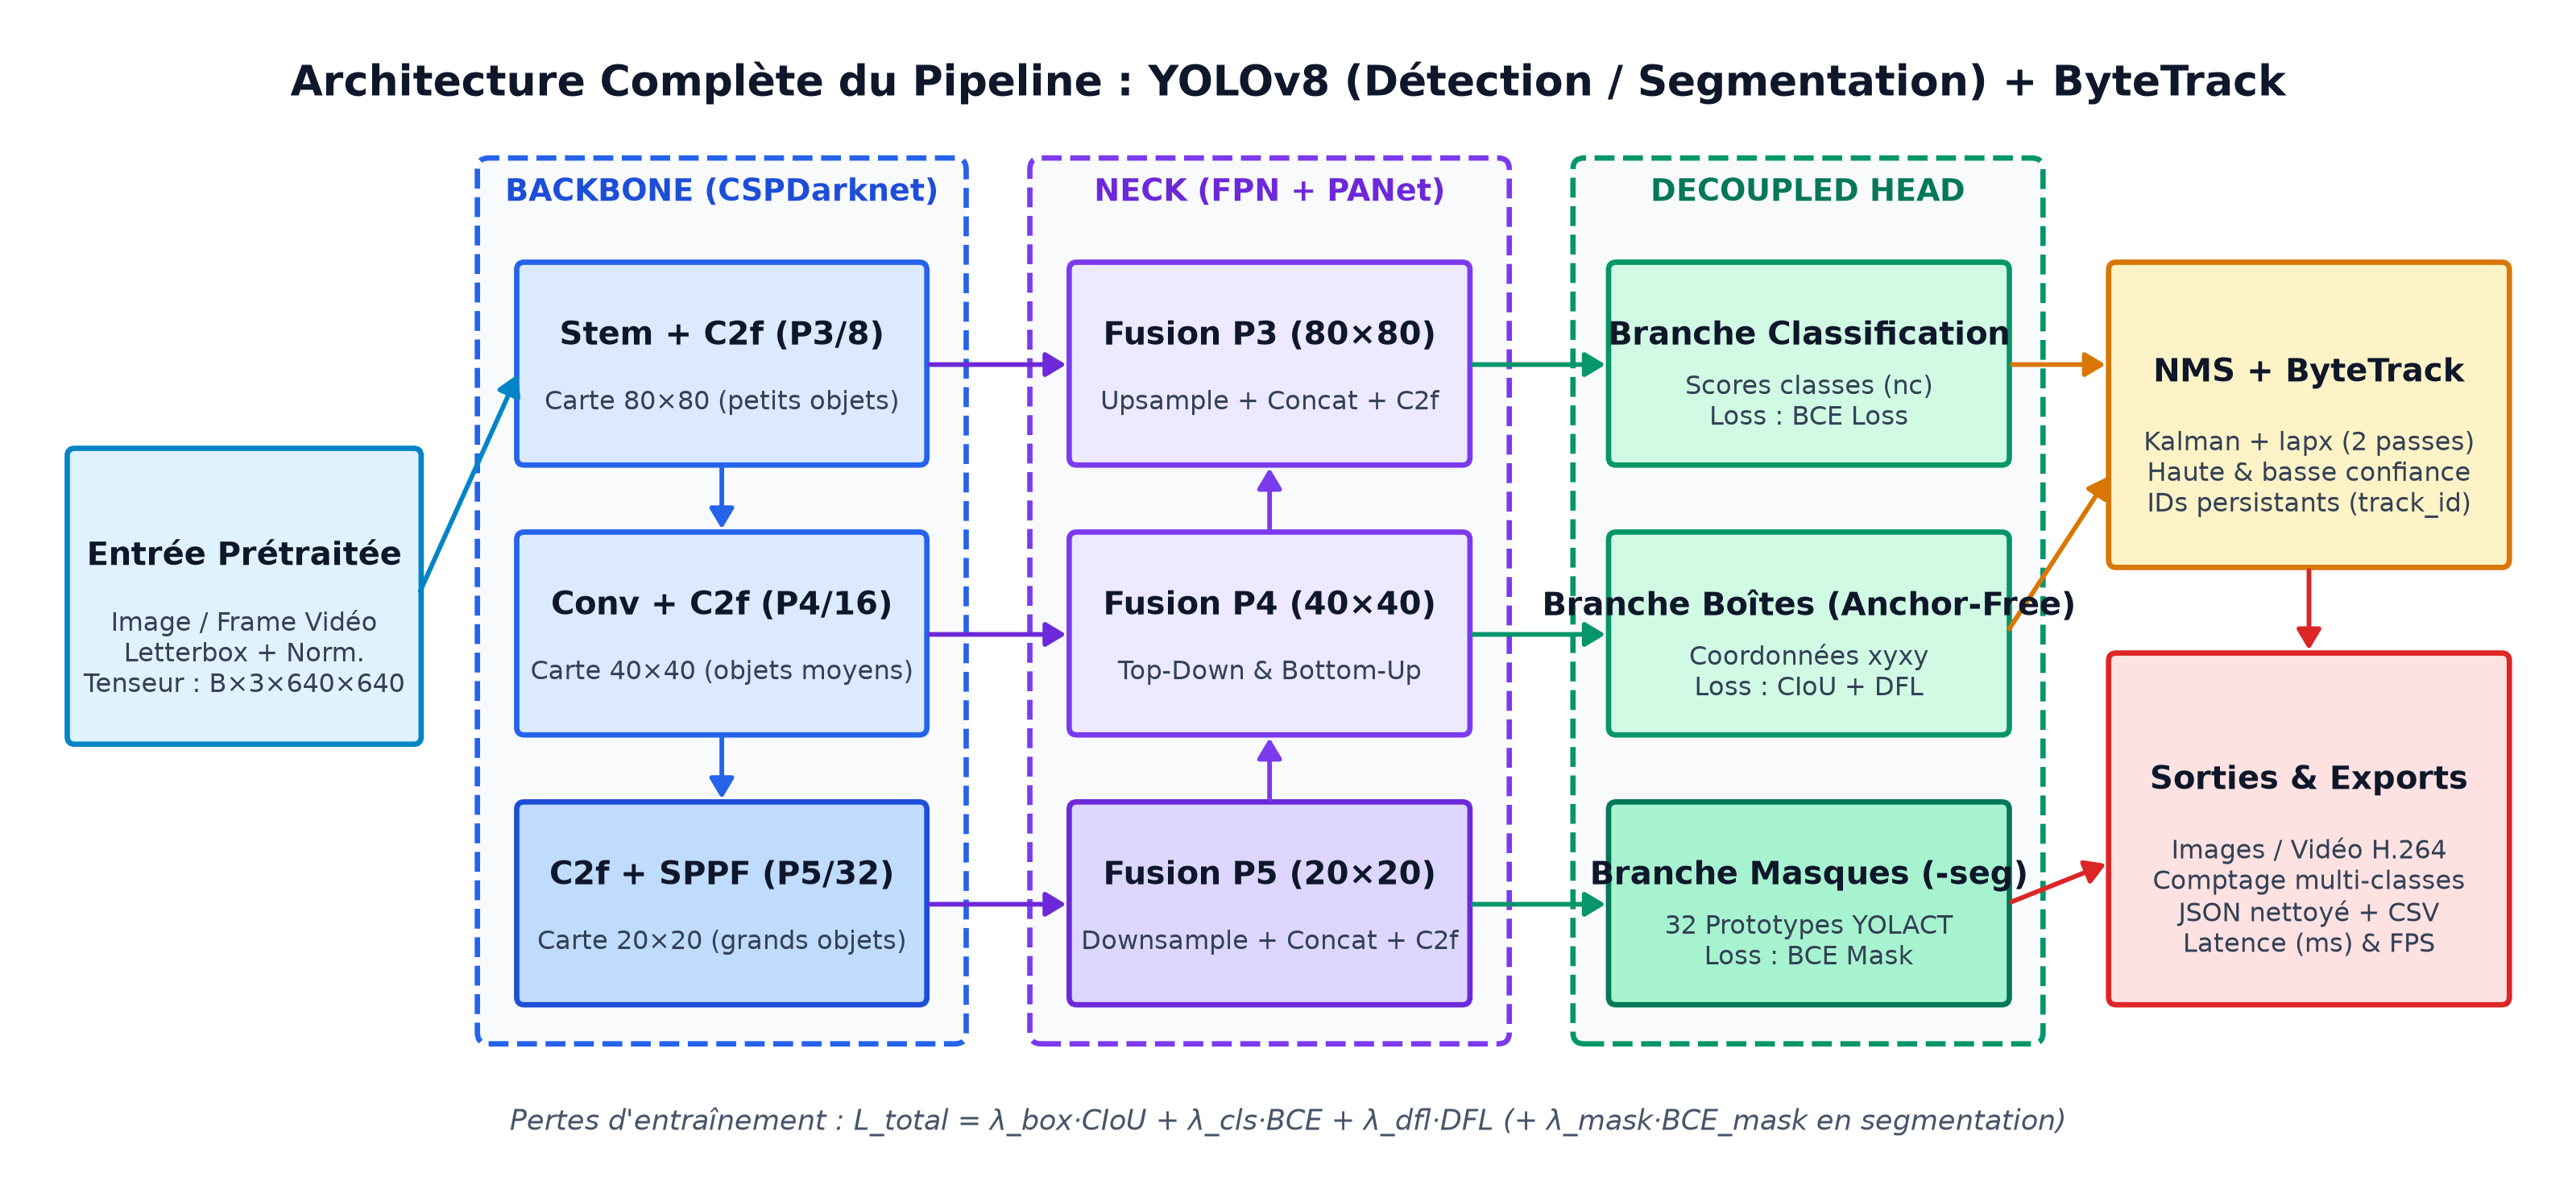 Architecture Complète du Pipeline : YOLOv8 (Détection / Segmentation) + ByteTrack
Entrée Prétraitée
Image / Frame Vidéo
Letterbox + Norm.
Tenseur : B×3×640×640
BACKBONE (CSPDarknet)
Stem + C2f (P3/8)
Carte 80×80 (petits objets)
Conv + C2f (P4/16)
Carte 40×40 (objets moyens)
C2f + SPPF (P5/32)
Carte 20×20 (grands objets)
NECK (FPN + PANet)
Fusion P3 (80×80)
Upsample + Concat + C2f
Fusion P4 (40×40)
Top-Down & Bottom-Up
Fusion P5 (20×20)
Downsample + Concat + C2f
DECOUPLED HEAD
Branche Classification
Scores classes (nc)
Loss : BCE Loss
Branche Boîtes (Anchor-Free)
Coordonnées xyxy
Loss : CIoU + DFL
Branche Masques (-seg)
32 Prototypes YOLACT
Loss : BCE Mask
NMS + ByteTrack
Kalman + lapx (2 passes)
Haute & basse confiance
IDs persistants (track_id)
Sorties & Exports
Images / Vidéo H.264
Comptage multi-classes
JSON nettoyé + CSV
Latence (ms) & FPS
Pertes d'entraînement : L_total = λ_box·CIoU + λ_cls·BCE + λ_dfl·DFL (+ λ_mask·BCE_mask en segmentation)